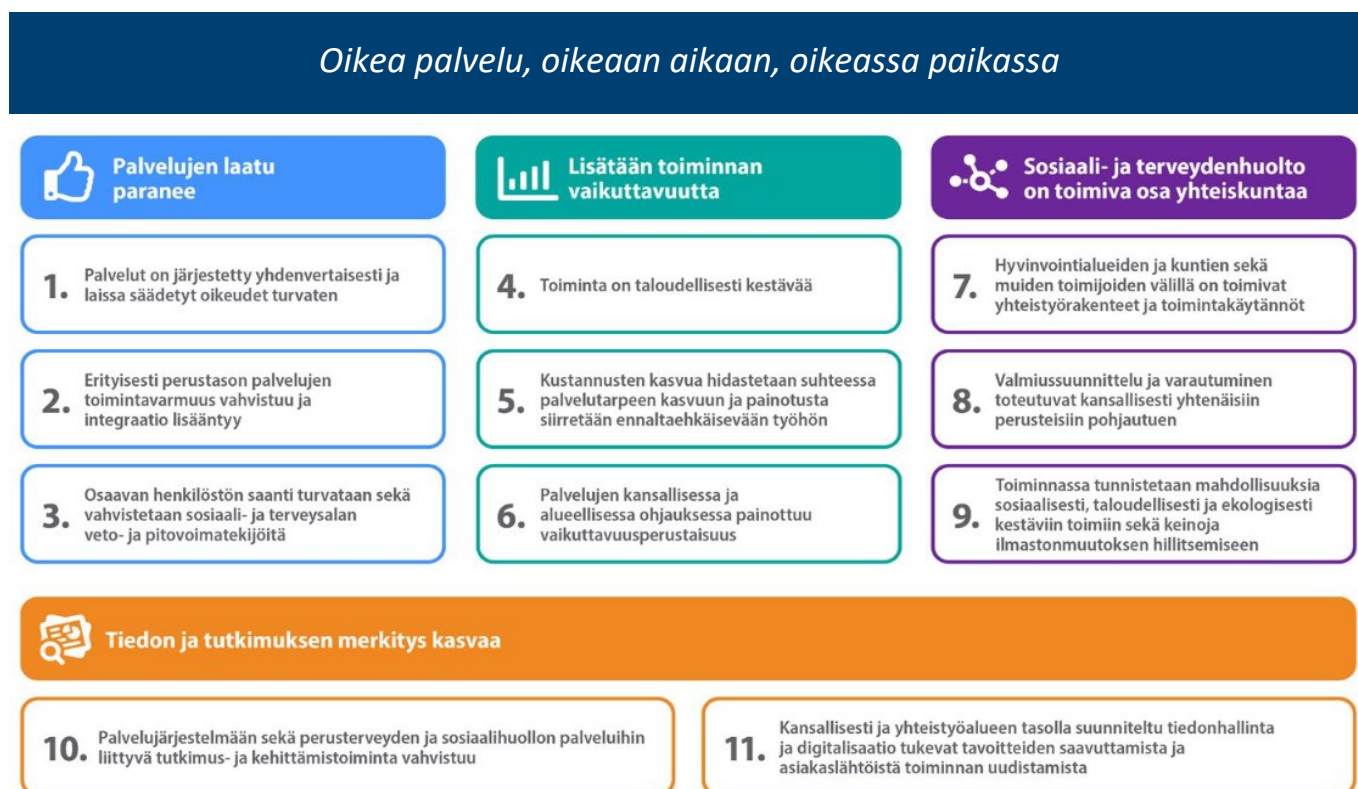 Oikea palvelu, oikeaan aikaan, oikeassa paikassa
Palvelujen laatu
paranee
1. Palvelut on järjestetty yhdenvertaisesti ja
laissa säädetyt oikeudet turvaten
2. Erityisesti perustason palvelujen
toimintavarmuus vahvistuu ja
integraatio lisääntyy
3. Osaavan henkilöstön saanti turvataan sekä
vahvistetaan sosiaali- ja terveysalan
veto- ja pitovoimatekijöitä
Lisätään toiminnan
vaikuttavuutta
4. Toiminta on taloudellisesti kestävää
5. Kustannusten kasvua hidastetaan suhteessa
palvelutarpeen kasvuun ja painotusta
siirretään ennaltaehkäisevään työhön
6. Palvelujen kansallisessa ja
alueellisessa ohjauksessa painottuu
vaikuttavuusperustaisuus
Sosiaali- ja terveydenhuolto
on toimiva osa yhteiskuntaa
7. Hyvinvointialueiden ja kuntien sekä
muiden toimijoiden välillä on toimivat
yhteistyörakenteet ja toimintakäytännöt
8. Valmiussuunnittelu ja varautuminen
toteutuvat kansallisesti yhtenäisiin
perusteisiin pohjautuen
9. Toiminnassa tunnistetaan mahdollisuuksia
sosiaalisesti, taloudellisesti ja ekologisesti
kestäviin toimiin sekä keinoja
ilmastonmuutoksen hillitsemiseen
Tiedon ja tutkimuksen merkitys kasvaa
10. Palvelujärjestelmään sekä perusterveyden ja sosiaalihuollon palveluihin
liittyvä tutkimus- ja kehittämistoiminta vahvistuu
11. Kansallisesti ja yhteistyöalueen tasolla suunniteltu tiedonhallinta
ja digitalisaatio tukevat tavoitteiden saavuttamista ja
asiakaslähtöistä toiminnan uudistamista